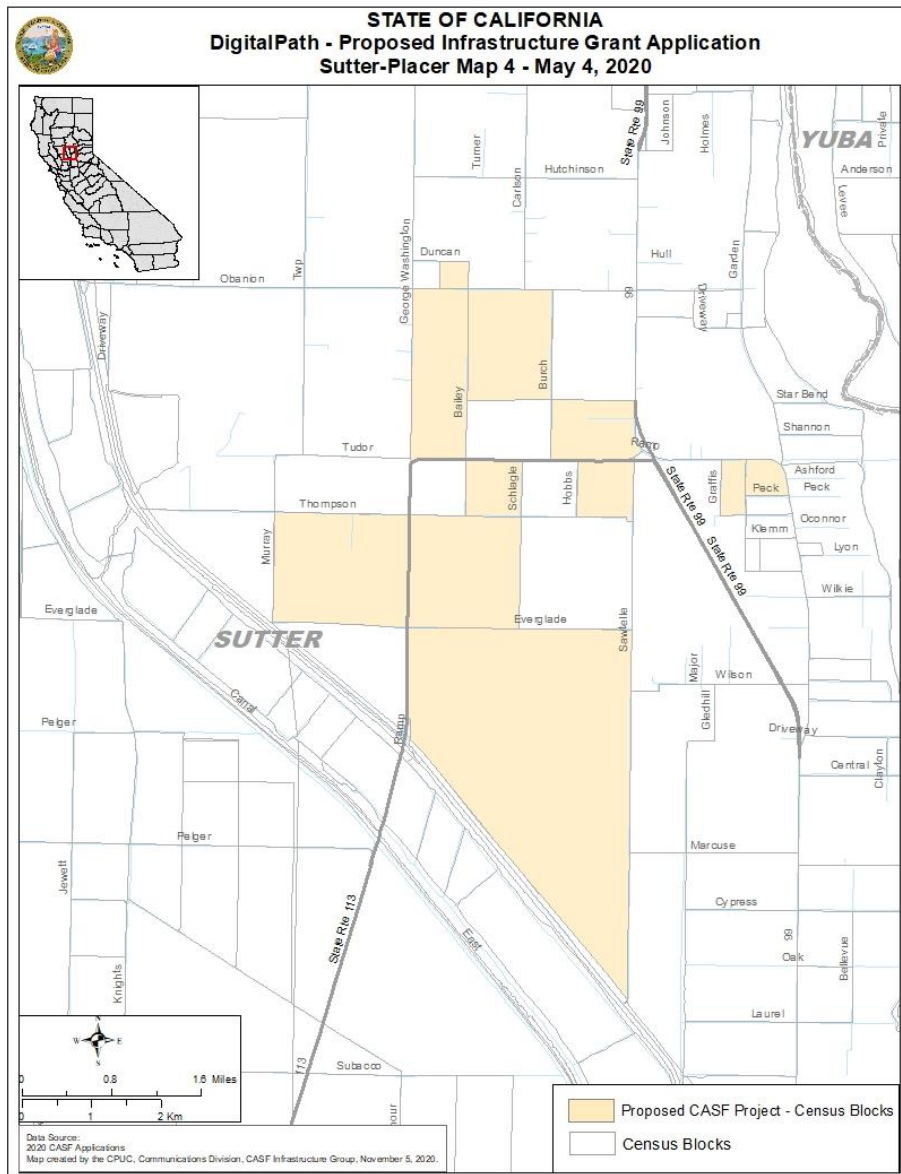 STATE OF CALIFORNIA
DigitalPath - Proposed Infrastructure Grant Application
Sutter-Placer Map 4 - May 4, 2020
State Rte 99
Johnson
Holmes
YUBA
Private
Turner
Carlson
Hutchinson
Anderson
Levee
George Washington
Duncan
Hull
Garden
Twp
Obanion
99
Driveway
Driveway
Burch
Bailey
Star Bend
Shannon
Tudor
Ramp
Ashford
Peck
Peck
Graffis
Schlagle
Hobbs
State Rte 99
Thompson
Oconnor
Klemm
Murray
State Rte 99
Lyon
Wilkie
Everglade
Everglade
SUTTER
Sawtelle
Major
Wilson
Canal
Gledhill
Pelger
Ramp
Driveway
Central
Clayton
Pelger
Marcuse
Jewett
State Rte 113
Cypress
East
99
Oak
Bellevue
Knights
Laurel
N
W E
S
113
Subaco
0 0.8 1.6 Miles
0 1 2 Km
Proposed CASF Project - Census Blocks
Census Blocks
Data Source:
2020 CASF Applications
Map created by the CPUC, Communications Division, CASF Infrastructure Group, November 5, 2020.